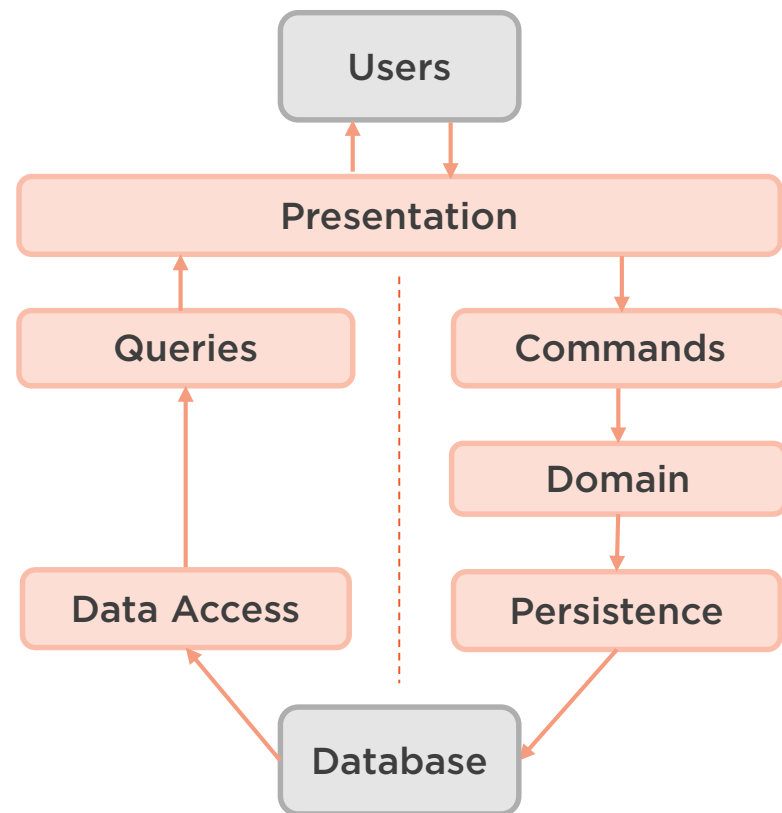 Users
Presentation
Queries
Commands
Domain
Data Access
Persistence
Database